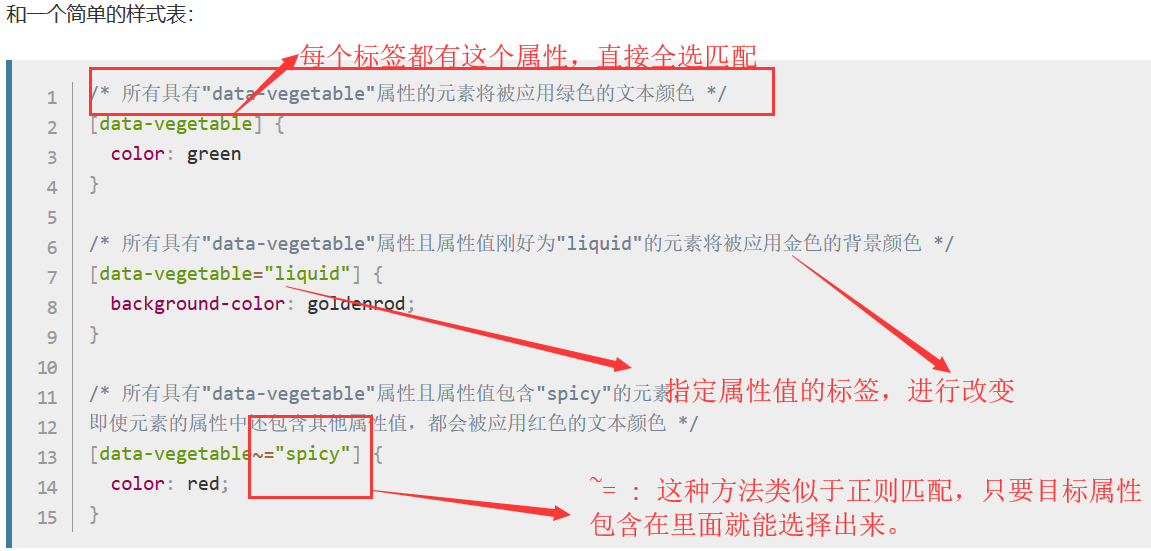 和一个简单的样式表：
每个标签都有这个属性，直接全选匹配
1 /* 所有具有"data-vegetable"属性的元素将被应用绿色的文本颜色 */
2 [data-vegetable] {
3 color: green
4 }
5
6 /* 所有具有"data-vegetable"属性且属性值刚好为"liquid"的元素将被应用金色的背景颜色 */
7 [data-vegetable="liquid"] {
8 background-color: goldenrod;
9 }
10
11 /* 所有具有"data-vegetable"属性且属性值包含"spicy"的元素，
指定属性值的标签，进行改变
12 即使元素的属性中还包含其他属性值，都会被应用红色的文本颜色 */
13 [data-vegetable~="spicy"] {
14 color: red;
15 }
~= : 这种方法类似于正则匹配，只要目标属性
包含在里面就能选择出来。